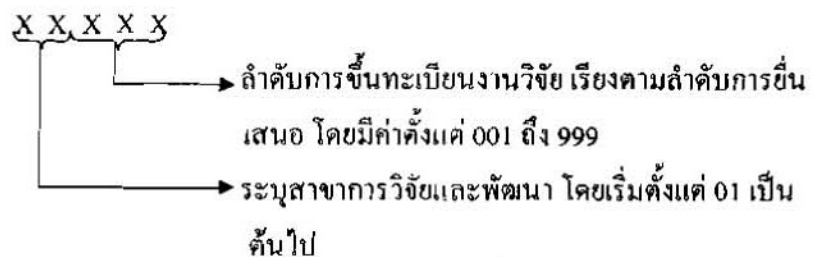 X X X X X
ลำดับการขึ้นทะเบียนงานวิจัย เรียงตามลำดับการยื่น
เสนอ โดยมีค่าตั้งแต่ 001 ถึง 999
ระบุสาขาการวิจัยและพัฒนา โดยเริ่มตั้งแต่ 01 เป็น
ต้นไป